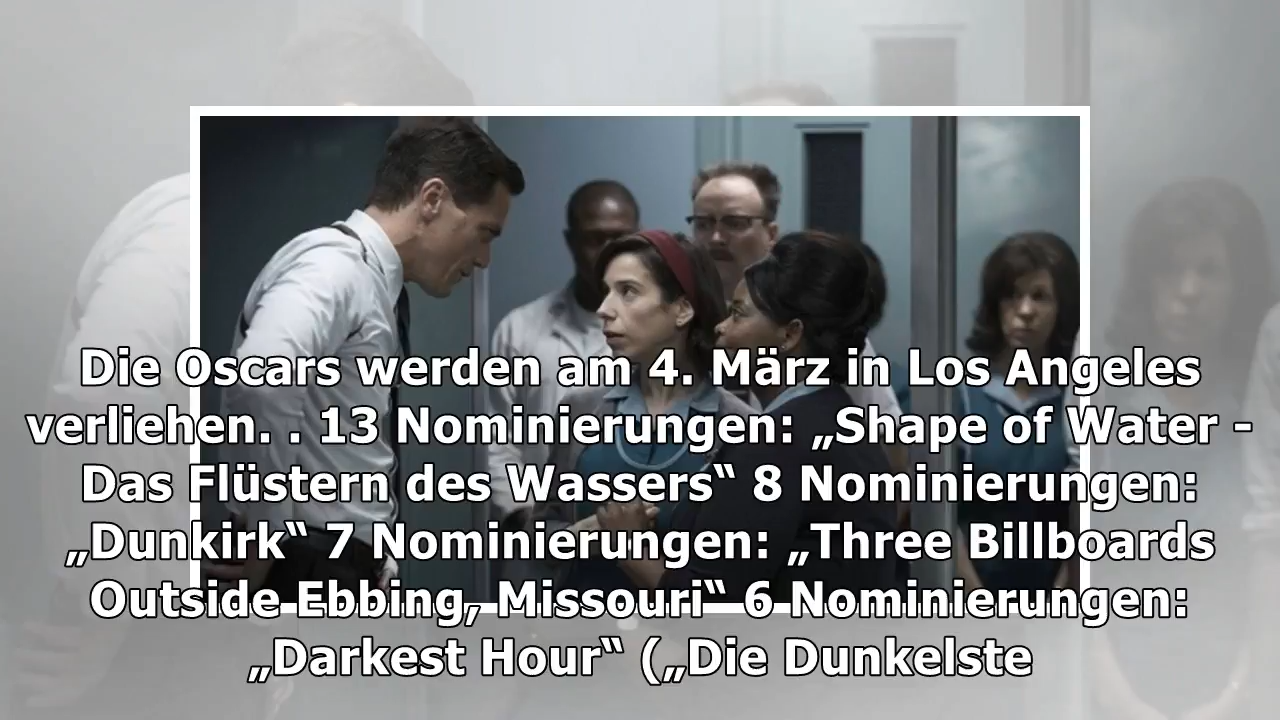 Die Oscars werden am 4. März in Los Angeles
verliehen. . 13 Nominierungen: „Shape of Water -
Das Flüstern des Wassers“ 8 Nominierungen:
„Dunkirk“ 7 Nominierungen: „Three Billboards
Outside Ebbing, Missouri“ 6 Nominierungen:
„Darkest Hour“ („Die Dunkelste